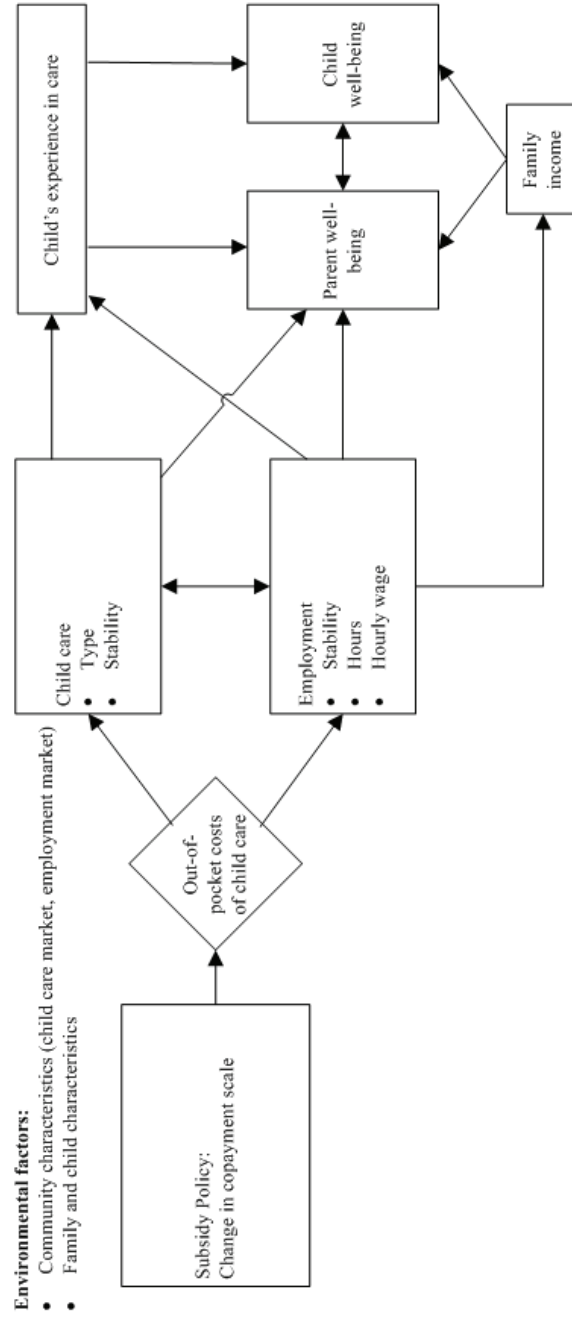 Environmental factors:
• Community characteristics (child care market, employment market)
• Family and child characteristics
Subsidy Policy:
Change in copayment scale
Out-of-
pocket costs
of child care
Child care
• Type
• Stability
Employment
• Stability
• Hours
• Hourly wage
Child's experience in care
Parent well-
being
Child
well-being
Family
income